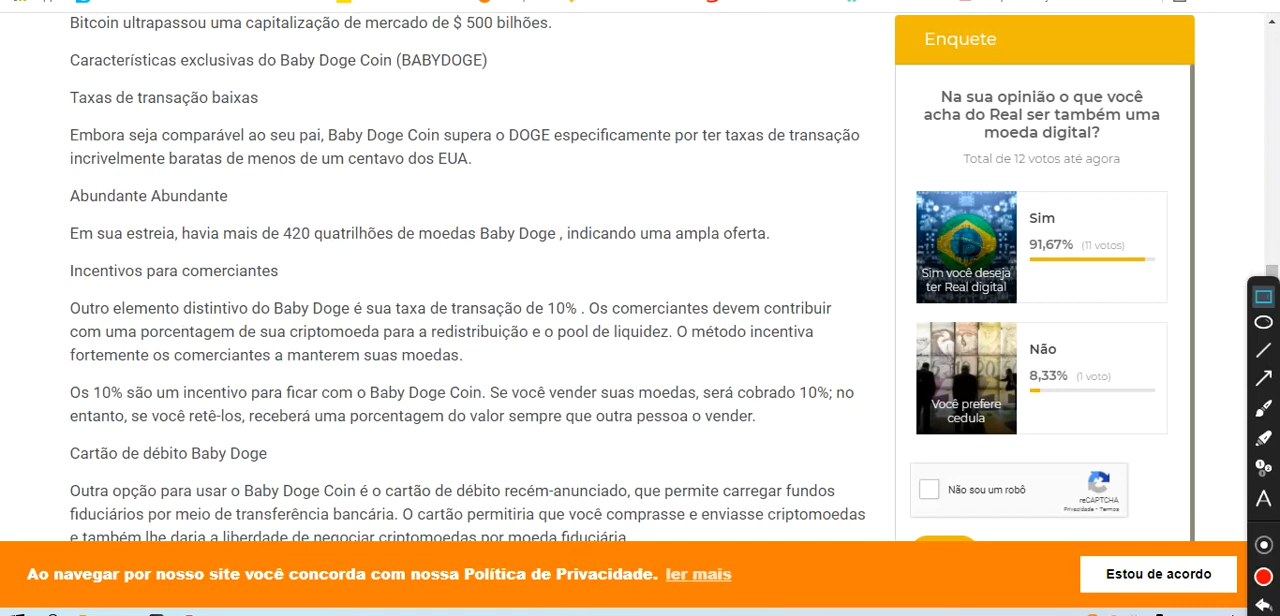 Bitcoin ultrapassou uma capitalização de mercado de $ 500 bilhões.
Características exclusivas do Baby Doge Coin (BABYDOGE)
Taxas de transação baixas
Embora seja comparável ao seu pai, Baby Doge Coin supera o DOGE especificamente por ter taxas de transação
incrivelmente baratas de menos de um centavo dos EUA.
Abundante Abundante
Em sua estreia, havia mais de 420 quatrilhões de moedas Baby Doge , indicando uma ampla oferta.
Incentivos para comerciantes
Outro elemento distintivo do Baby Doge é sua taxa de transação de 10% . Os comerciantes devem contribuir
com uma porcentagem de sua criptomoeda para a redistribuição e o pool de liquidez. O método incentiva
fortemente os comerciantes a manterem suas moedas.
Os 10% são um incentivo para ficar com o Baby Doge Coin. Se você vender suas moedas, será cobrado 10%; no
entanto, se você retê-los, receberá uma porcentagem do valor sempre que outra pessoa o vender.
Cartão de débito Baby Doge
Outra opção para usar o Baby Doge Coin é o cartão de débito recém-anunciado, que permite carregar fundos
fiduciários por meio de transferência bancária. O cartão permitiria que você comprasse e enviasse criptomoedas
e também lhe daria a liberdade de negociar criptomoedas por moeda fiduciária.
Enquete
Na sua opinião o que você
acha do Real ser também uma
moeda digital?
Total de 12 votos até agora
Sim você deseja
ter Real digital
Sim
91,67% (11 votos)
Você prefere
cedula
Não
8,33% (1 voto)
Não sou um robô
reCAPTCHA
Privacidade - Termos
Ao navegar por nosso site você concorda com nossa Política de Privacidade. ler mais
Estou de acordo
A